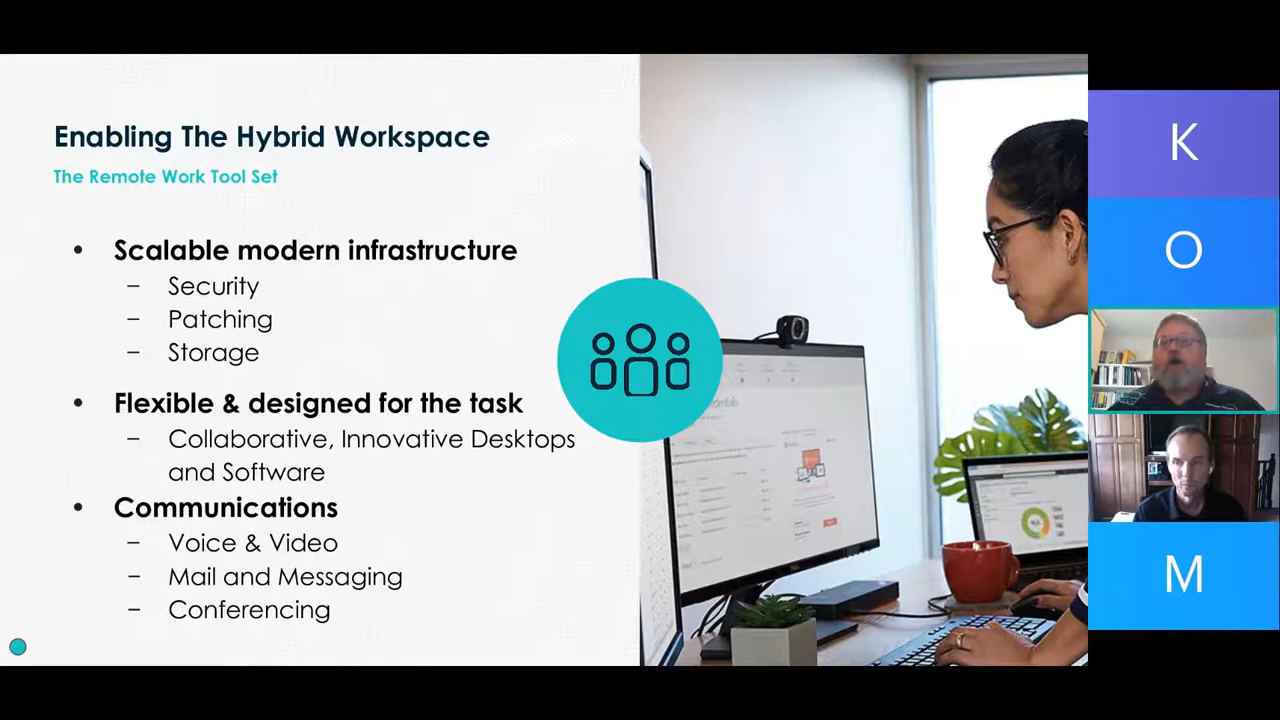 Enabling The Hybrid Workspace
The Remote Work Tool Set
• Scalable modern infrastructure
– Security
– Patching
– Storage
• Flexible & designed for the task
– Collaborative, Innovative Desktops
and Software
• Communications
– Voice & Video
– Mail and Messaging
– Conferencing
K
O
M